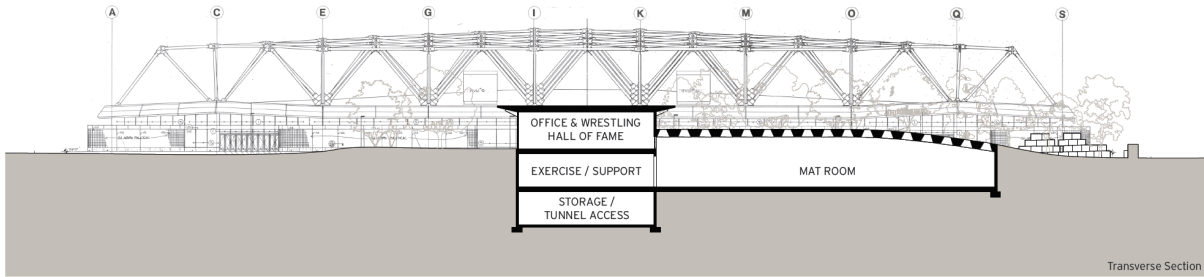 A
C
E
G
I
K
M
O
Q
S
OFFICE & WRESTLING
HALL OF FAME
EXERCISE / SUPPORT
MAT ROOM
STORAGE /
TUNNEL ACCESS
Transverse Section